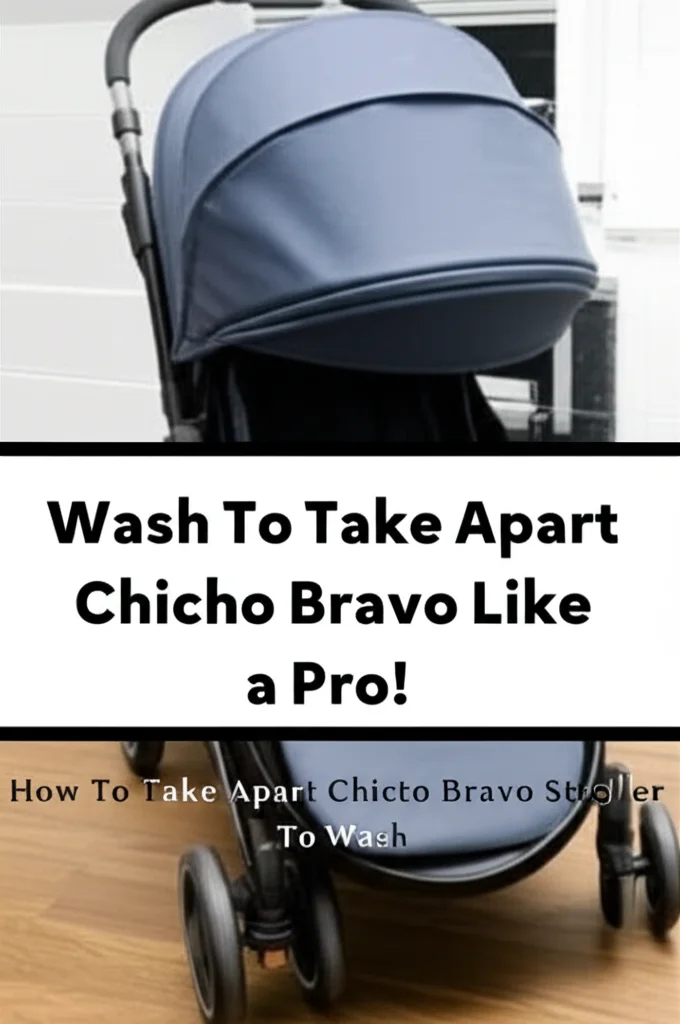 Wash To Take Apart
Chicho Bravo Like
a Pro!
How To Take Apart Chicto Bravo Stroller
To Wash